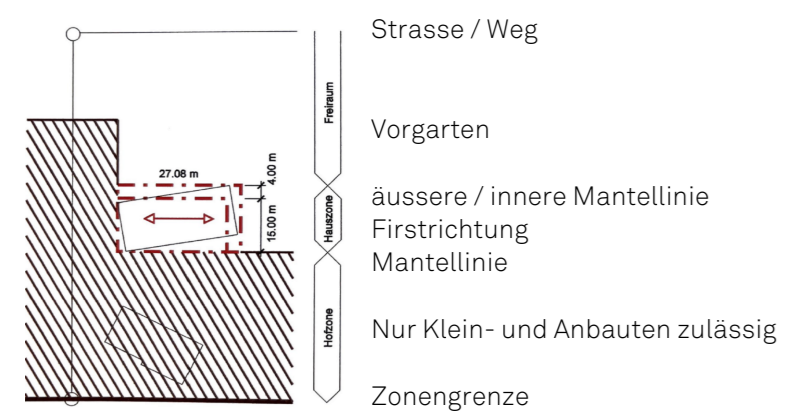 Strasse / Weg
Freiraum
Vorgarten
27.08 m
4.00 m
äussere / innere Mantellinie
Hauszone
15.00 m
Firstrichtung
Mantellinie
Hofzone
Nur Klein- und Anbauten zulässig
Zonengrenze